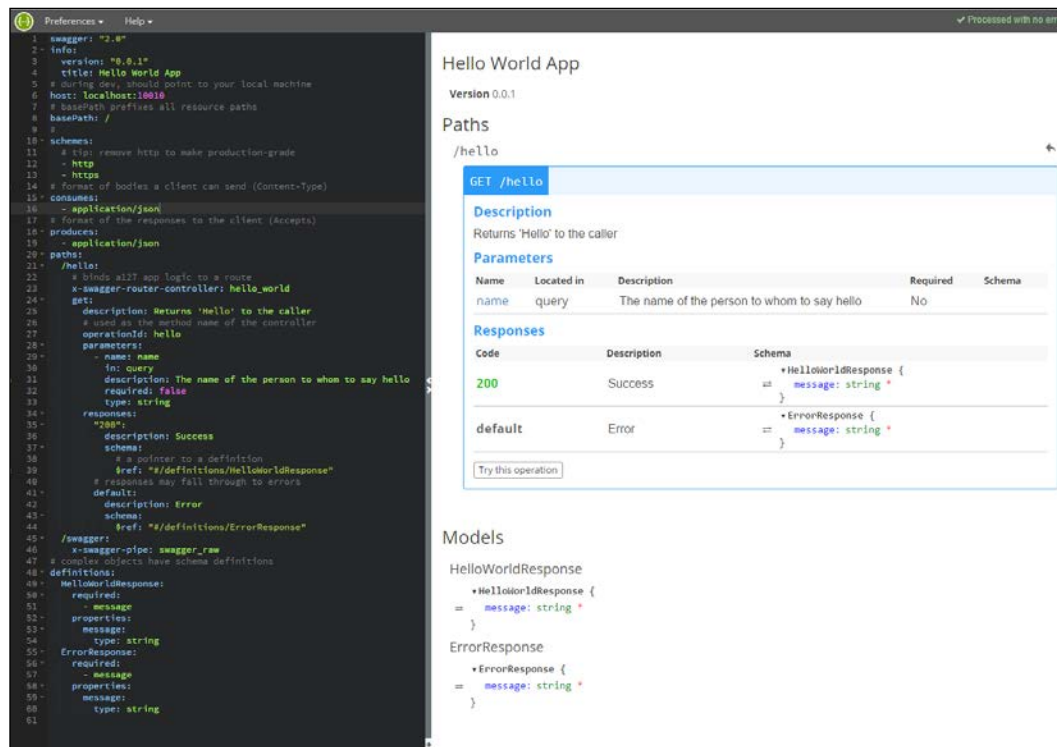 Preferences Help
Processed with no
1 swagger: "2.0"
2 info:
3 version: "0.0.1"
4 title: Hello World App
5 # during dev, should point to your local machine
6 host: localhost:10010
7 # basePath prefixes all resource paths
8 basePath: /
9 #
10 schemes:
11 # tip: remove http to make production-grade
12 - http
13 - https
14 # format of bodies a client can send (Content-Type)
15 consumes:
16 - application/json
17 # format of the responses to the client (Accepts)
18 produces:
19 - application/json
20 paths:
21 /hello:
22 # binds a127 app logic to a route
23 x-swagger-router-controller: hello_world
24 get:
25 description: Returns 'Hello' to the caller
26 # used as the method name of the controller
27 operationId: hello
28 parameters:
29 - name: name
30 in: query
31 description: The name of the person to whom to say hello
32 required: false
33 type: string
34 responses:
35 "200":
36 description: Success
37 schema:
38 # a pointer to a definition
39 $ref: "#/definitions/HelloWorldResponse"
40 # responses may fall through to errors
41 default:
42 description: Error
43 schema:
44 $ref: "#/definitions/ErrorResponse"
45 /swagger:
46 x-swagger-pipe: swagger_raw
47 # complex objects have schema definitions
48 definitions:
49 HelloWorldResponse:
50 required:
51 - message
52 properties:
53 message:
54 type: string
55 ErrorResponse:
56 required:
57 - message
58 properties:
59 message:
60 type: string
61
Hello World App
Version 0.0.1
Paths
/hello
GET /hello
Description
Returns 'Hello' to the caller
Parameters
Name Located in Description Required Schema
name query The name of the person to whom to say hello No
Responses
Code Description Schema
200 Success HelloWorldResponse {
message: string *
}
default Error ErrorResponse {
message: string *
}
Try this operation
Models
HelloWorldResponse
HelloWorldResponse {
message: string *
}
ErrorResponse
ErrorResponse {
message: string *
}